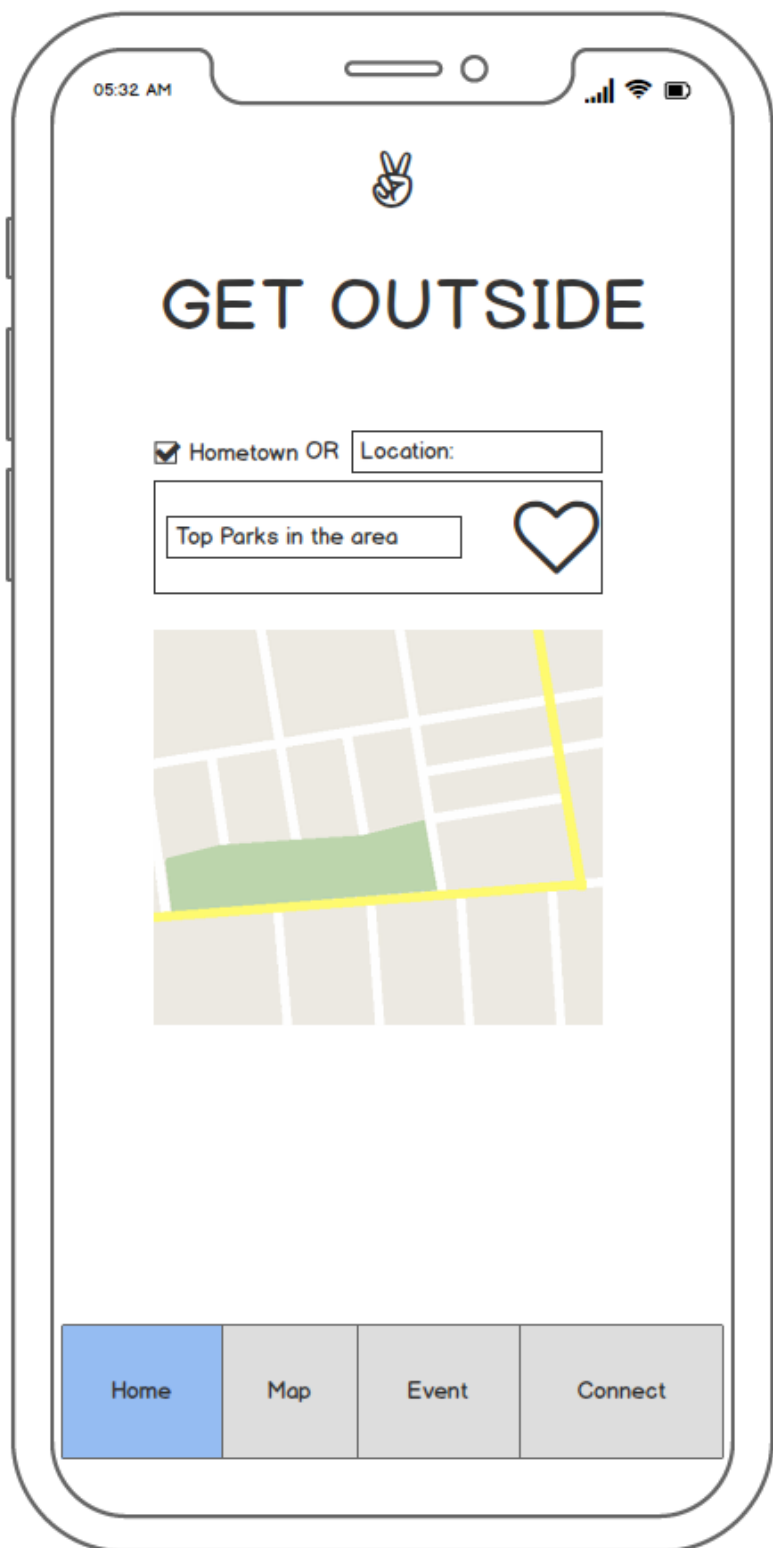 05:32 AM
GET OUTSIDE
Hometown OR Location:
Top Parks in the area
Home Map Event Connect